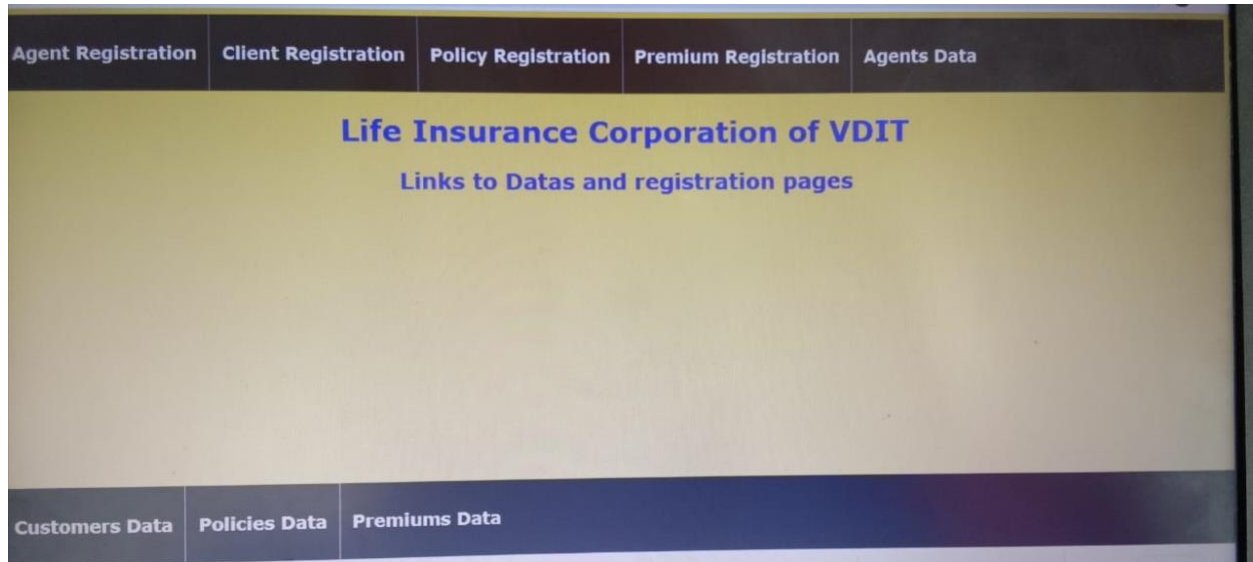 Agent Registration Client Registration Policy Registration Premium Registration Agents Data
Life Insurance Corporation of VDIT
Links to Datas and registration pages
Customers Data Policies Data Premiums Data